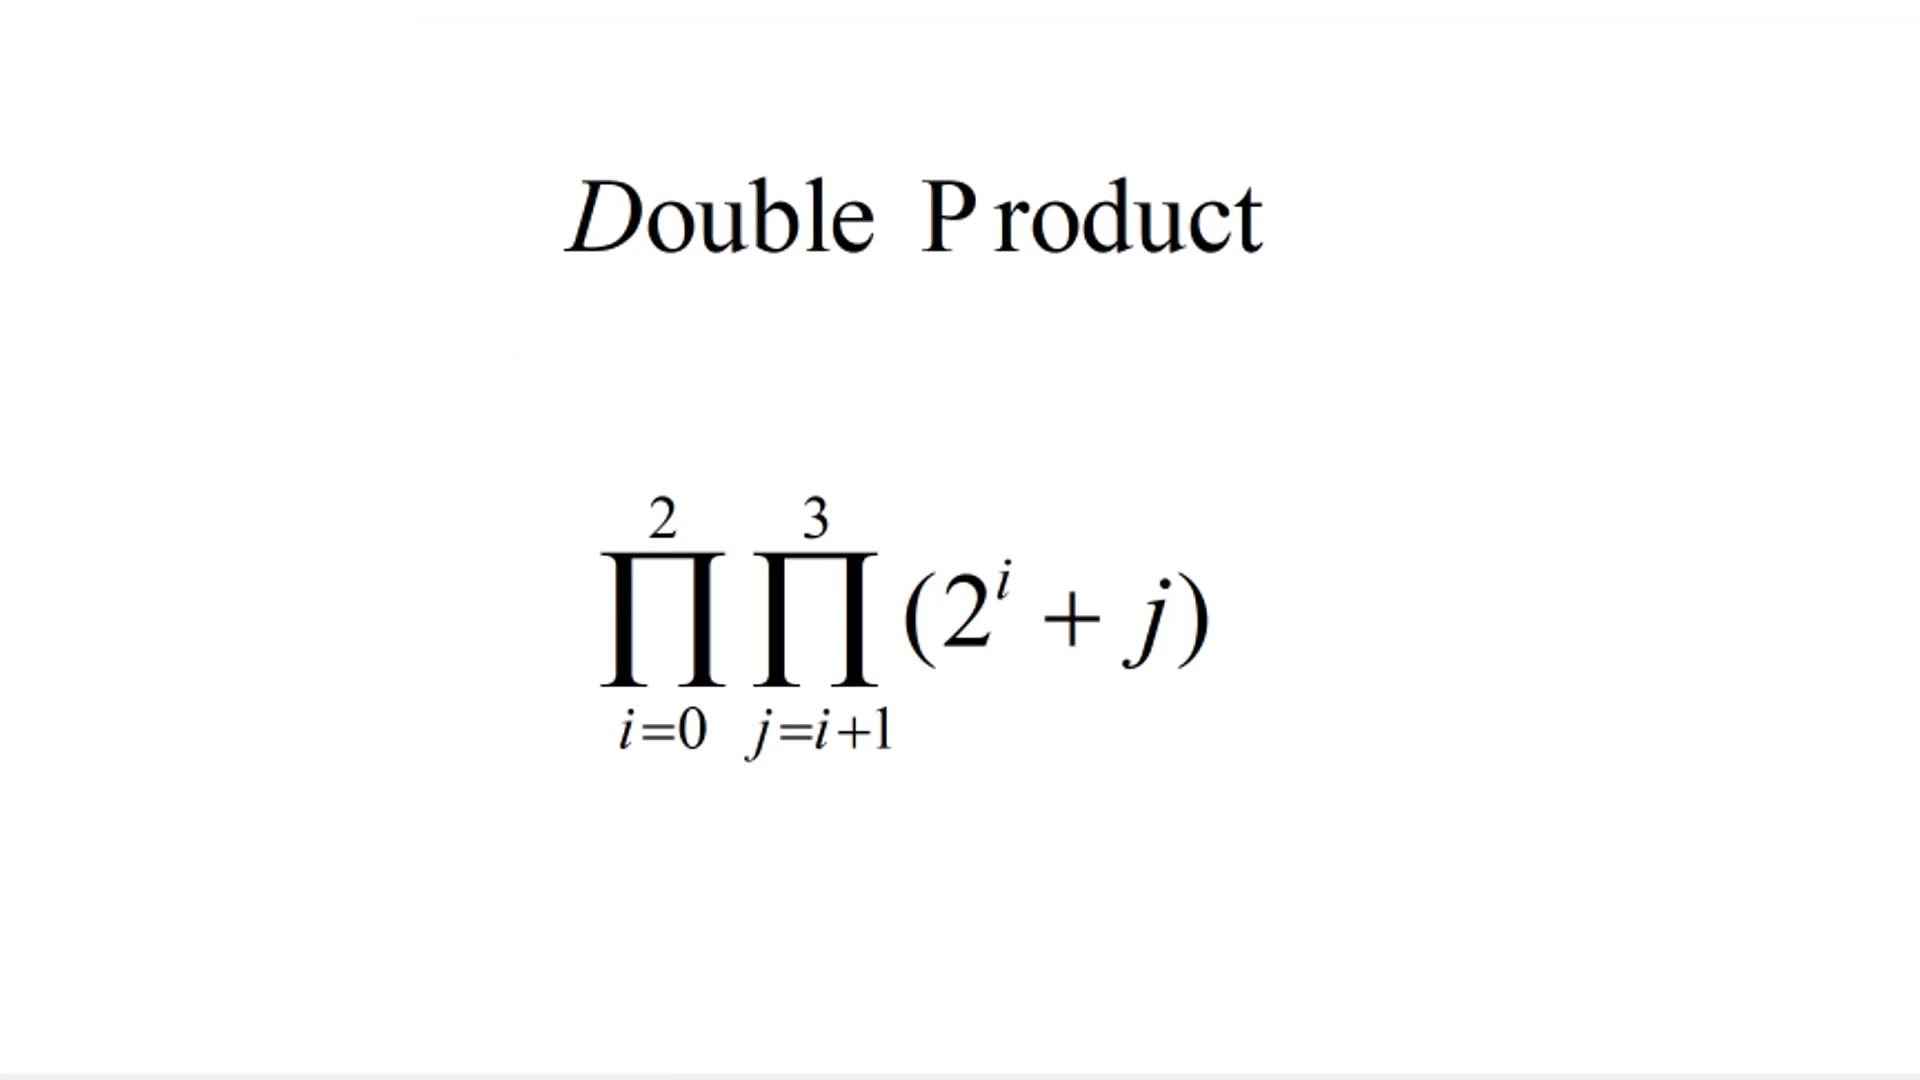 Double Product
2 3
∏ ∏ (2^i + j)
i=0 j=i+1